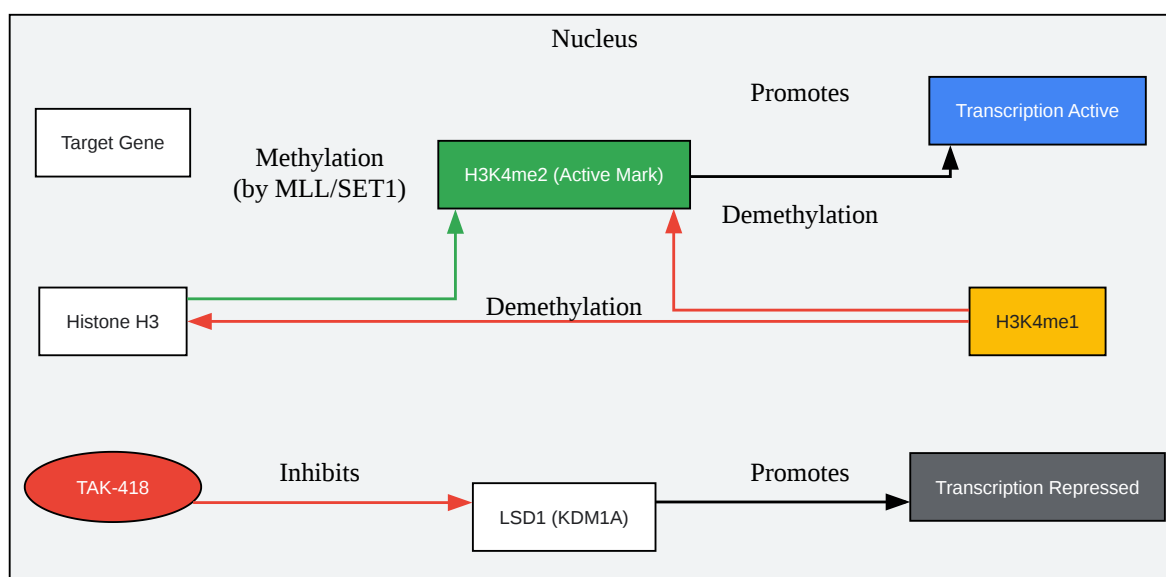 Nucleus
Promotes
Transcription Active
Target Gene
Methylation
(by MLL/SET1)
H3K4me2 (Active Mark)
Demethylation
Histone H3
Demethylation
H3K4me1
TAK-418
Inhibits
LSD1 (KDM1A)
Promotes
Transcription Repressed